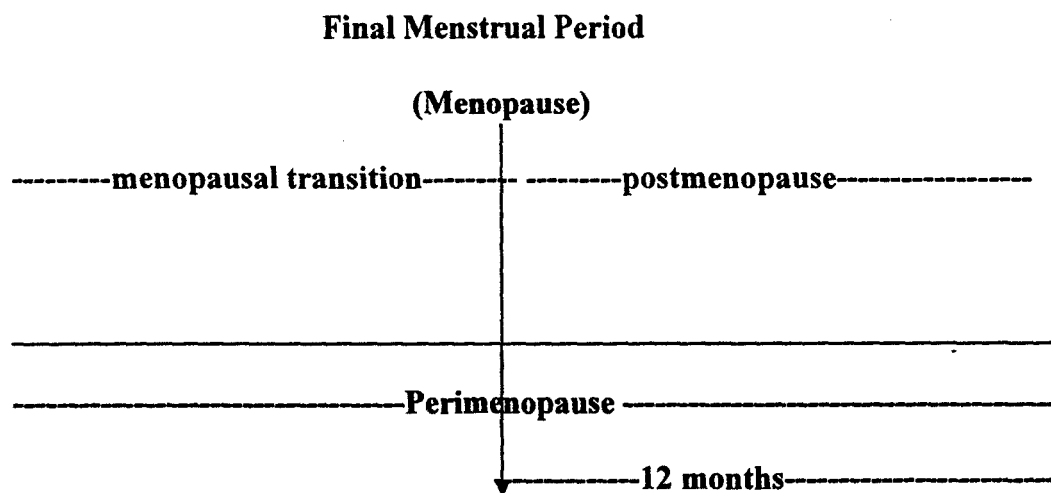 Final Menstrual Period
(Menopause)
menopausal transition postmenopause
Perimenopause
12 months